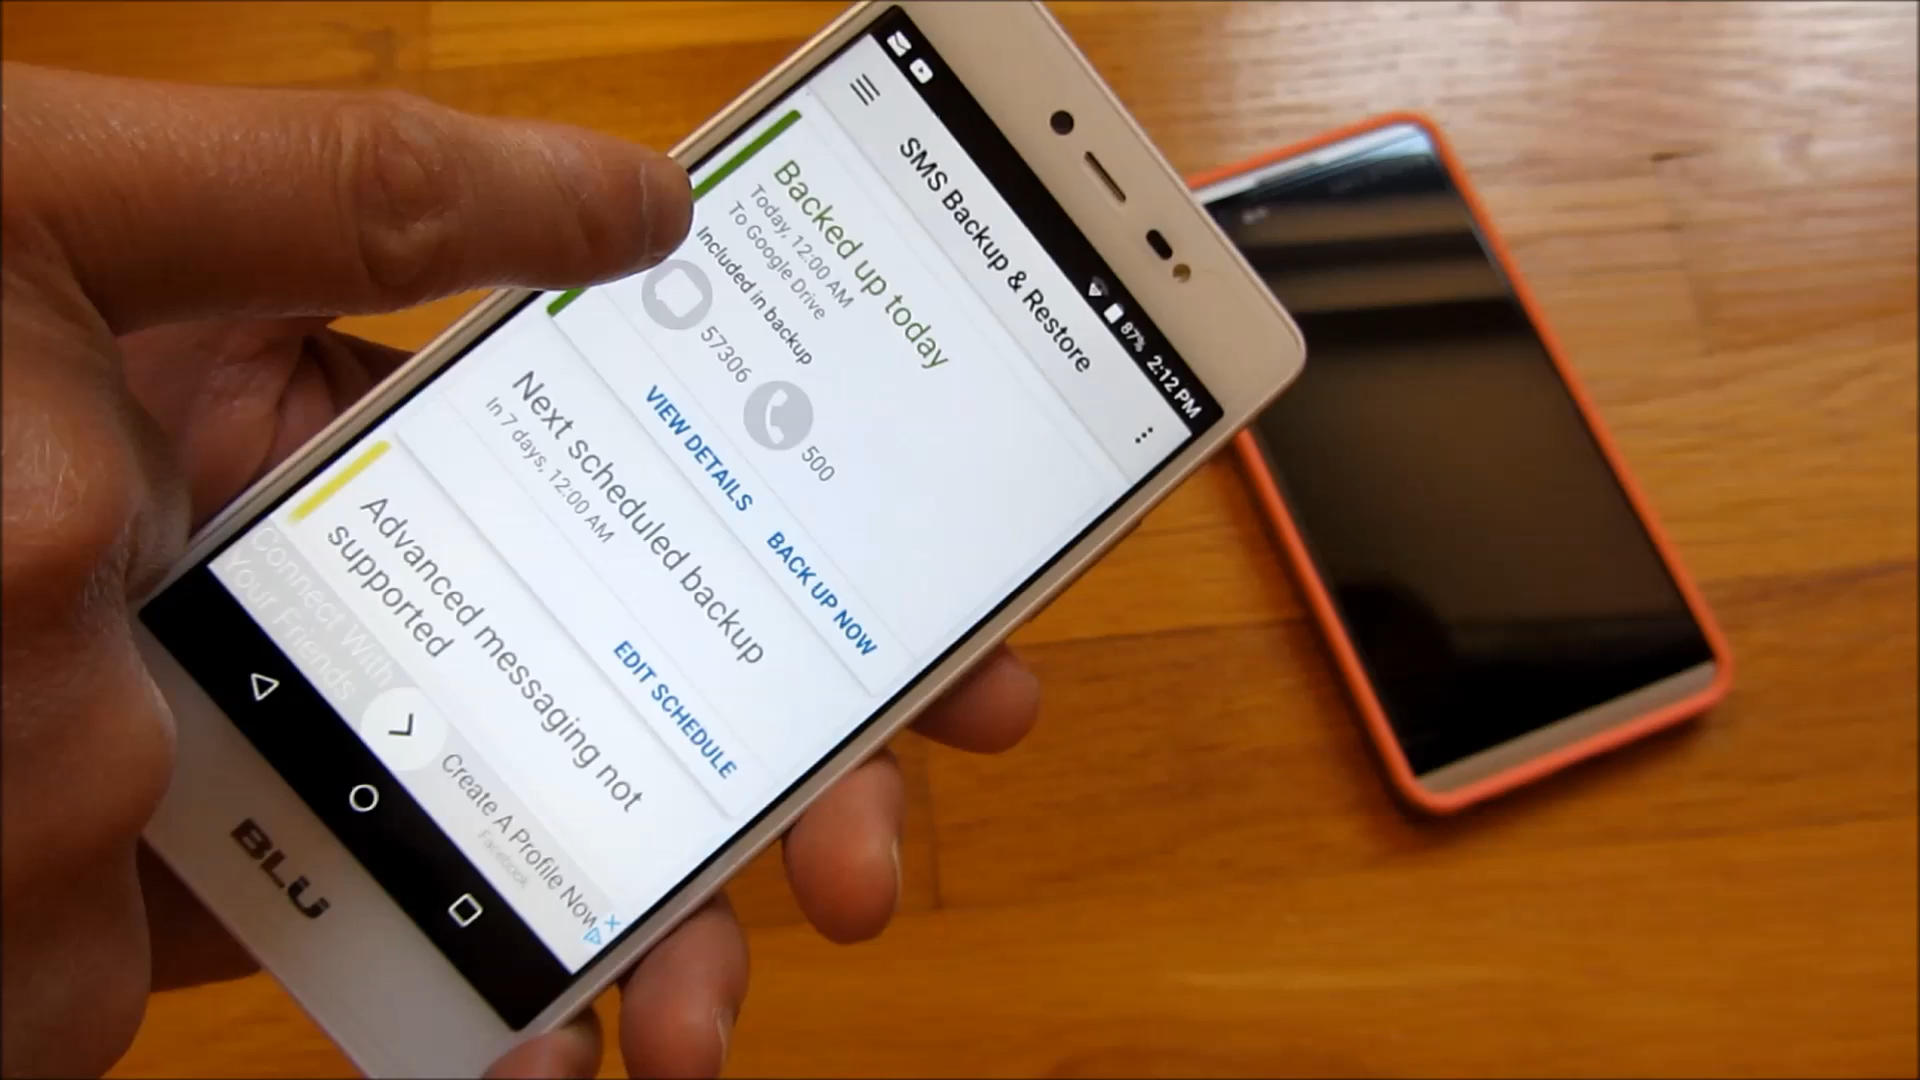 87% 2:12 PM
SMS Backup & Restore
Backed up today
Today, 12:00 AM
To Google Drive
Included in backup
57306 500
VIEW DETAILS BACK UP NOW
Next scheduled backup
In 7 days, 12:00 AM
EDIT SCHEDULE
Advanced messaging not
supported
Connect With
Your Friends
Create A Profile Now
Facebook
BLU